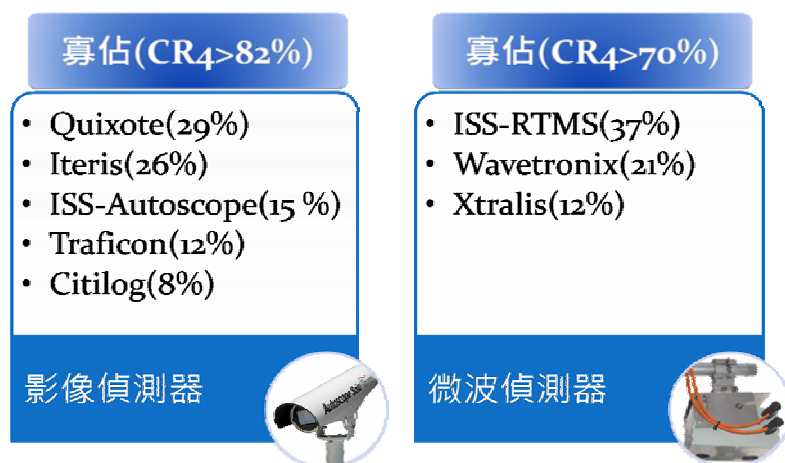 寡佔(CR4>82%)
• Quixote(29%)
• Iteris(26%)
• ISS-Autoscope(15 %)
• Traficon(12%)
• Citilog(8%)
影像偵測器
寡佔(CR4>70%)
• ISS-RTMS(37%)
• Wavetronix(21%)
• Xtralis(12%)
微波偵測器